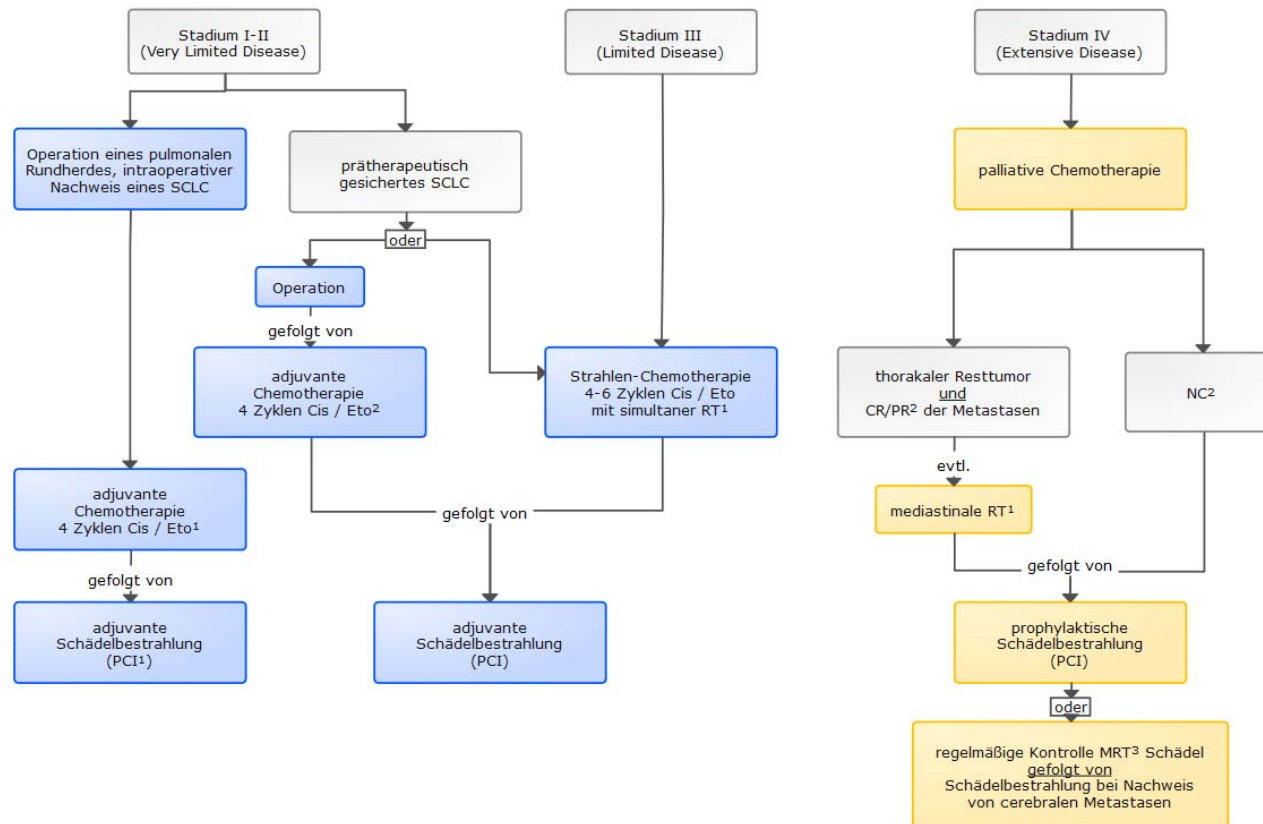 Stadium I-II
(Very Limited Disease)
Stadium III
(Limited Disease)
Stadium IV
(Extensive Disease)
Operation eines pulmonalen
Rundherdes, intraoperativer
Nachweis eines SCLC
prätherapeutisch
gesichertes SCLC
palliative Chemotherapie
oder
Operation
gefolgt von
adjuvante
Chemotherapie
4 Zyklen Cis / Eto²
Strahlen-Chemotherapie
4-6 Zyklen Cis / Eto
mit simultaner RT¹
thorakaler Resttumor
und
CR/PR² der Metastasen
NC²
evtl.
adjuvante
Chemotherapie
4 Zyklen Cis / Eto¹
gefolgt von
mediastinale RT¹
gefolgt von
gefolgt von
adjuvante
Schädelbestrahlung
(PCI¹)
adjuvante
Schädelbestrahlung
(PCI)
prophylaktische
Schädelbestrahlung
(PCI)
oder
regelmäßige Kontrolle MRT³ Schädel
gefolgt von
Schädelbestrahlung bei Nachweis
von cerebralen Metastasen